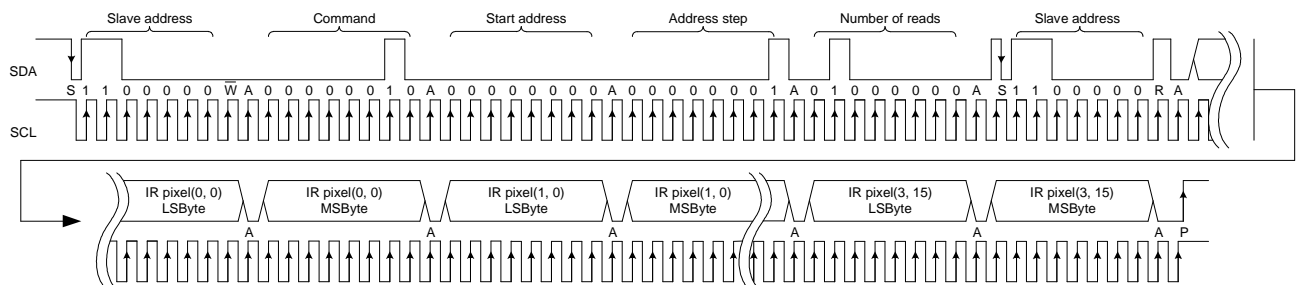 Slave address Command Start address Address step Number of reads Slave address
SDA
S 1 1 0 0 0 0 0 W̅ A 0 0 0 0 0 0 1 0 A 0 0 0 0 0 0 0 0 A 0 0 0 0 0 0 0 1 A 0 1 0 0 0 0 0 0 A S 1 1 0 0 0 0 0 R A
SCL
IR pixel(0, 0) IR pixel(0, 0) IR pixel(1, 0) IR pixel(1, 0) IR pixel(3, 15) IR pixel(3, 15)
LSByte MSByte LSByte MSByte LSByte MSByte
A A A A A A P